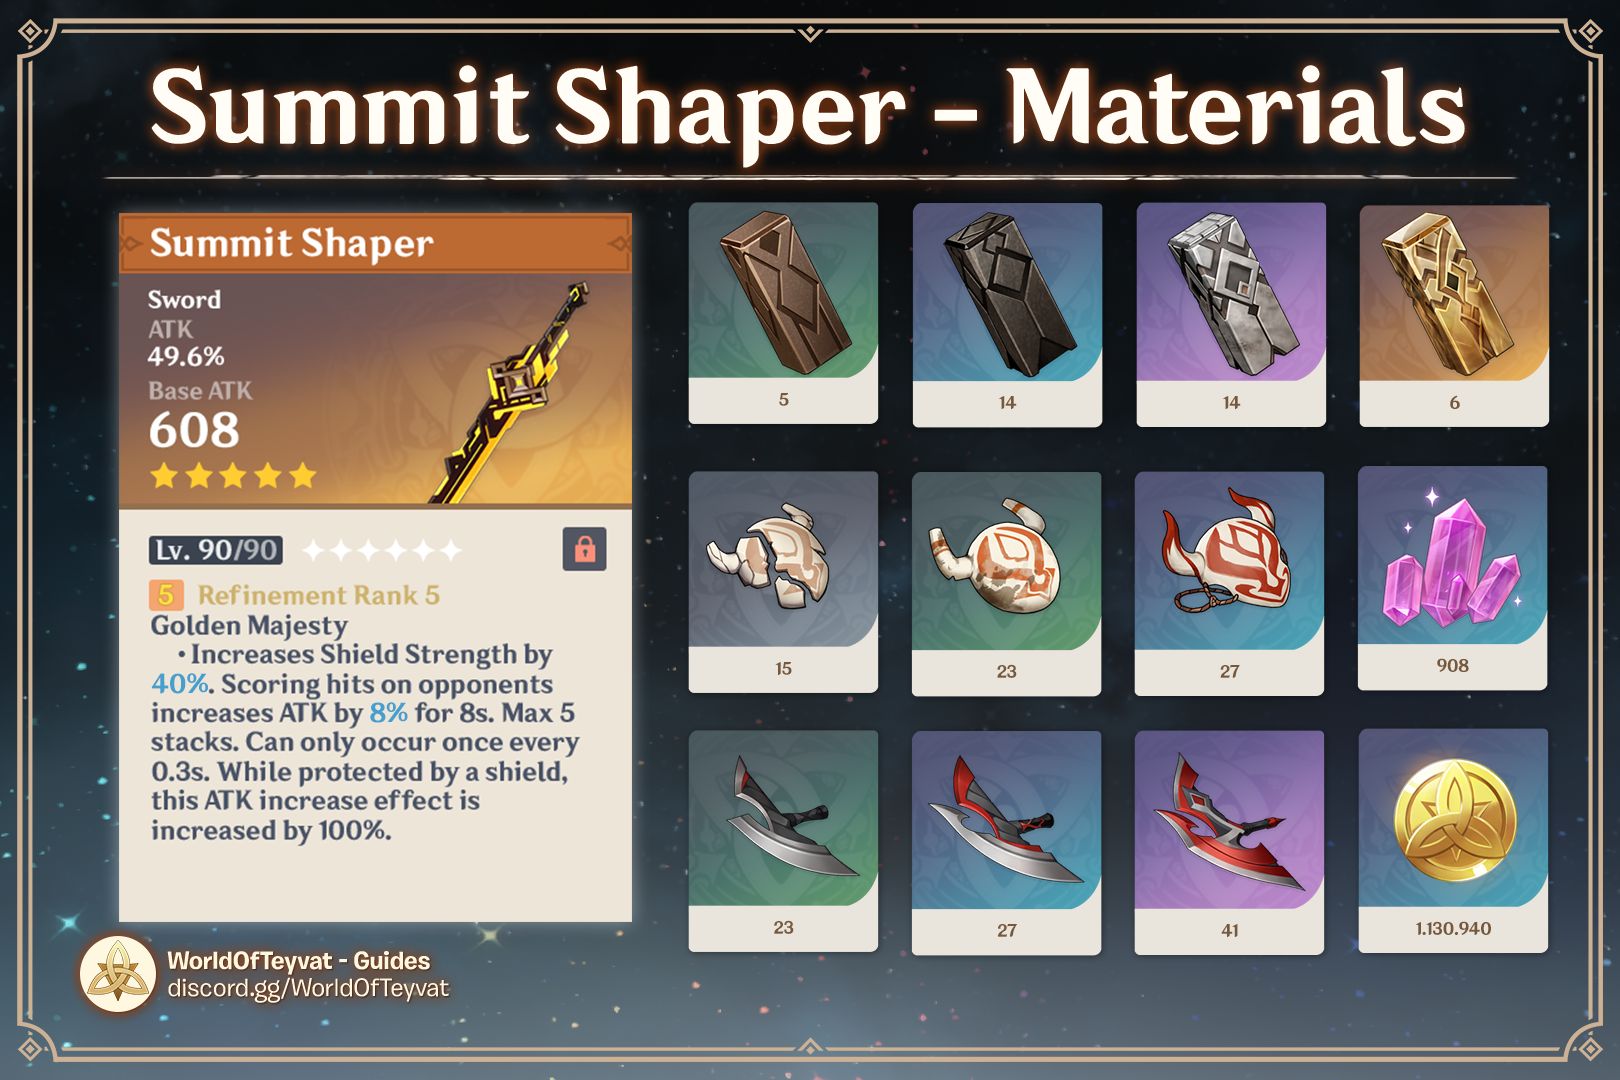 Summit Shaper - Materials
Summit Shaper
Sword
ATK
49.6%
Base ATK
608
Lv. 90/90
5 Refinement Rank 5
Golden Majesty
• Increases Shield Strength by
40%. Scoring hits on opponents
increases ATK by 8% for 8s. Max 5
stacks. Can only occur once every
0.3s. While protected by a shield,
this ATK increase effect is
increased by 100%.
5
14
14
6
15
23
27
908
23
27
41
1.130.940
WorldOfTeyvat - Guides
discord.gg/WorldOfTeyvat